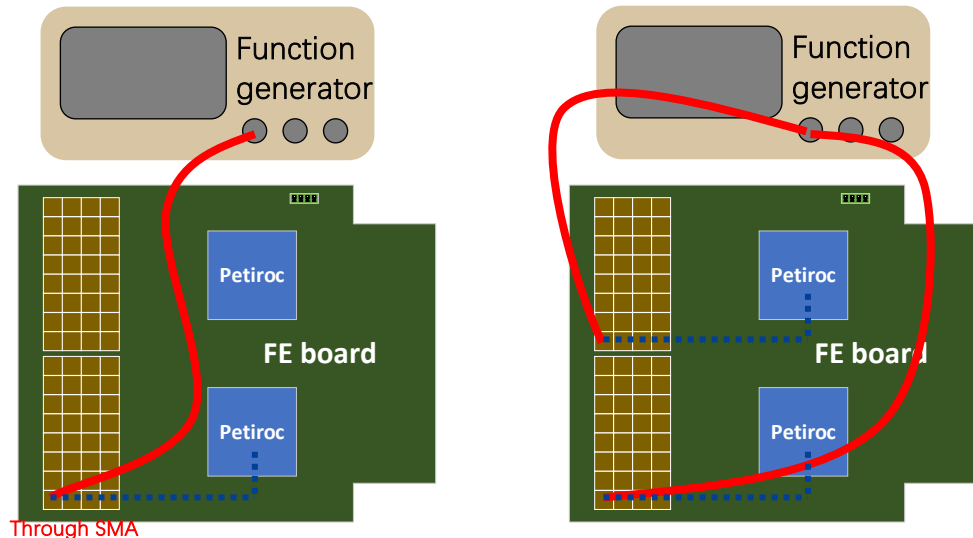 Function
generator
Petiroc
FE board
Petiroc
Through SMA
Function
generator
Petiroc
FE board
Petiroc